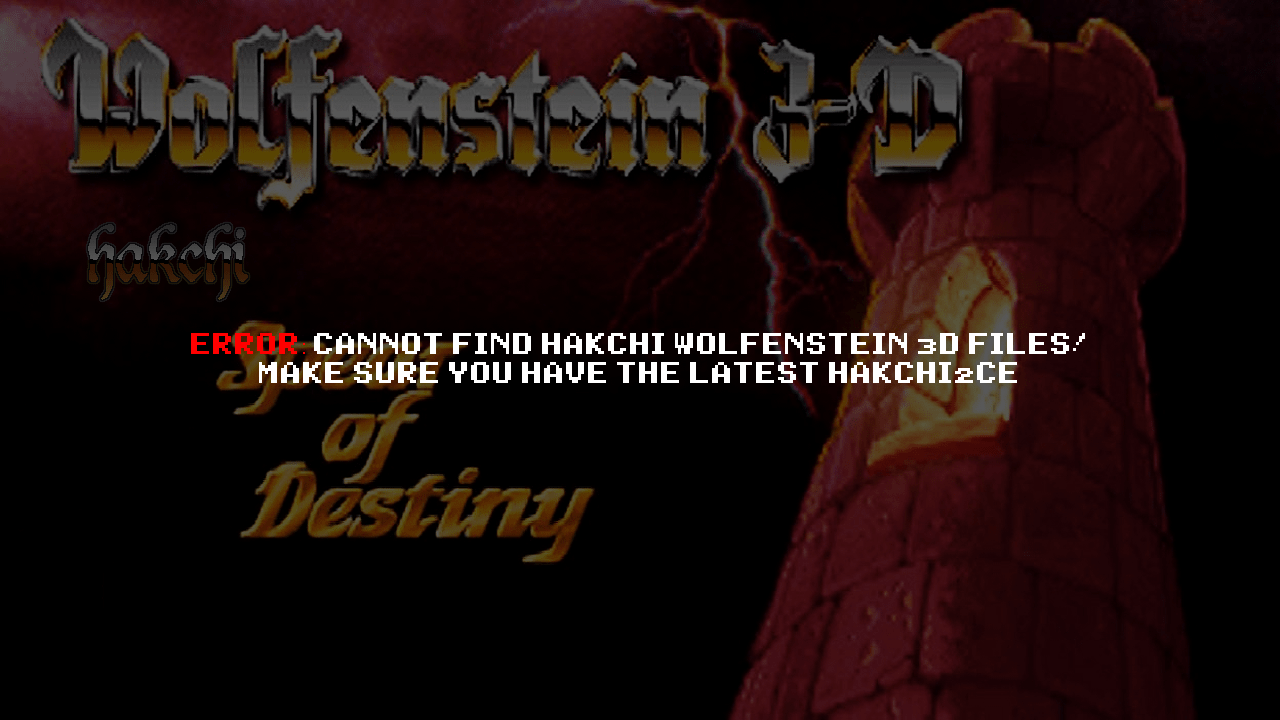 Wolfenstein 3-D
hakchi
ERROR: CANNOT FIND HAKCHI WOLFENSTEIN 3D FILES/
MAKE SURE YOU HAVE THE LATEST HAKCHI2CE
Spear
of
Destiny